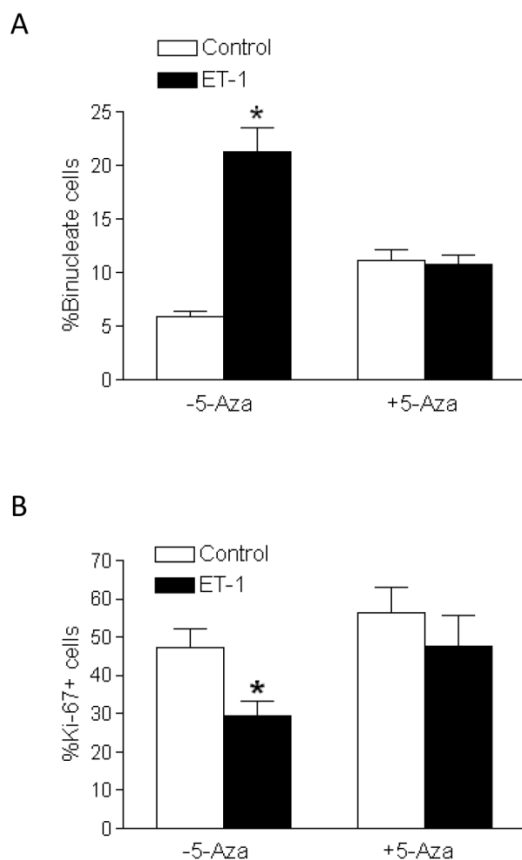 A
Control
ET-1
*
25
20
15
10
5
0
%Binucleate cells
-5-Aza +5-Aza
B
Control
ET-1
*
70
60
50
40
30
20
10
0
%Ki-67+ cells
-5-Aza +5-Aza